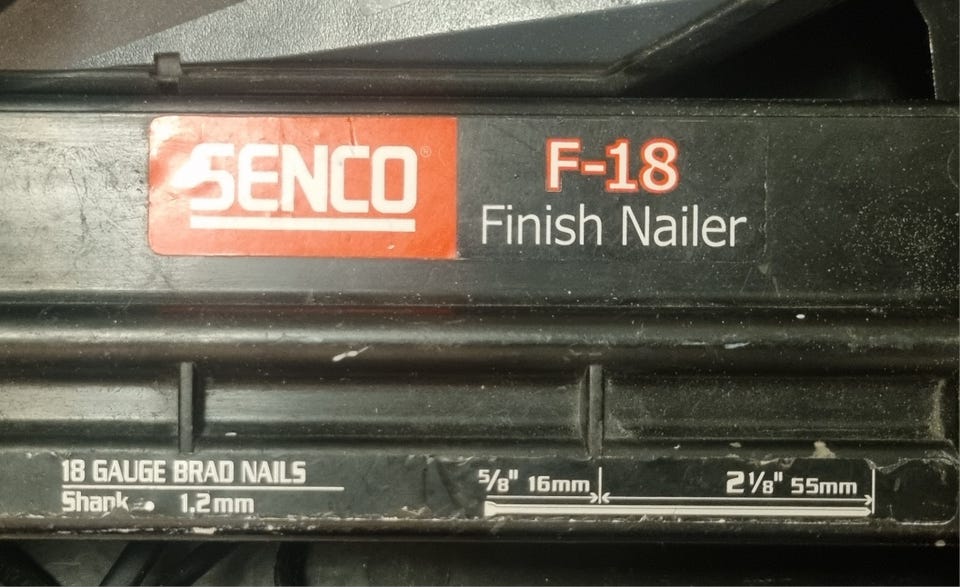 SENCO®
F-18
Finish Nailer
18 GAUGE BRAD NAILS
Shank 1.2mm
5/8" 16mm
2 1/8" 55mm